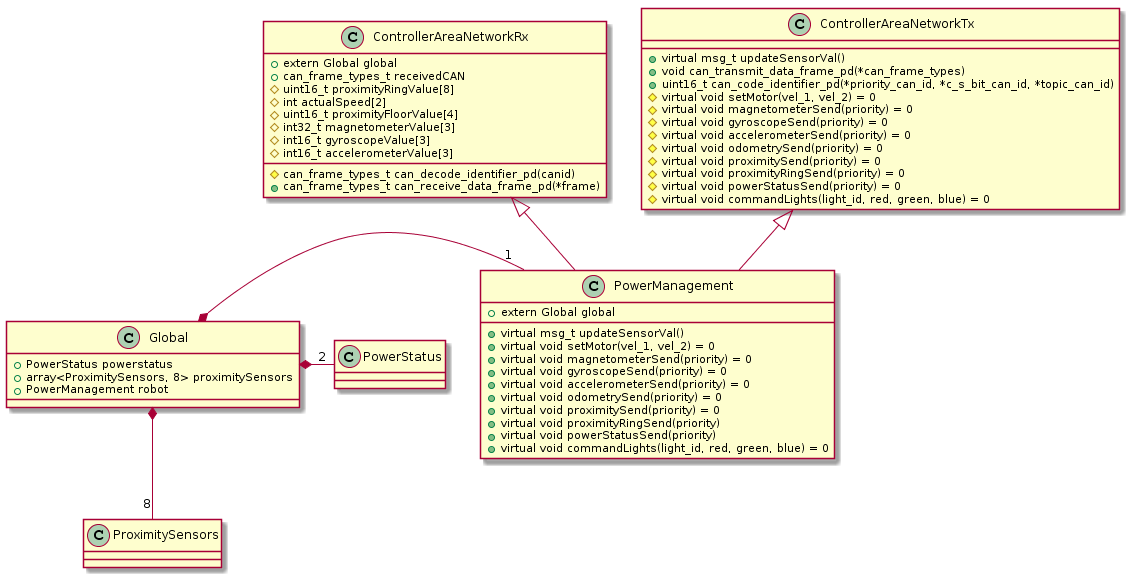 C ControllerAreaNetworkRx
extern Global global
can_frame_types_t receivedCAN
uint16_t proximityRingValue[8]
int actualSpeed[2]
uint16_t proximityFloorValue[4]
int32_t magnetometerValue[3]
int16_t gyroscopeValue[3]
int16_t accelerometerValue[3]
can_frame_types_t can_decode_identifier_pd(canid)
can_frame_types_t can_receive_data_frame_pd(*frame)
C ControllerAreaNetworkTx
virtual msg_t updateSensorVal()
void can_transmit_data_frame_pd(*can_frame_types)
uint16_t can_code_identifier_pd(*priority_can_id, *c_s_bit_can_id, *topic_can_id)
virtual void setMotor(vel_1, vel_2) = 0
virtual void magnetometerSend(priority) = 0
virtual void gyroscopeSend(priority) = 0
virtual void accelerometerSend(priority) = 0
virtual void odometrySend(priority) = 0
virtual void proximitySend(priority) = 0
virtual void proximityRingSend(priority) = 0
virtual void powerStatusSend(priority) = 0
virtual void commandLights(light_id, red, green, blue) = 0
1
C PowerManagement
extern Global global
virtual msg_t updateSensorVal()
virtual void setMotor(vel_1, vel_2) = 0
virtual void magnetometerSend(priority) = 0
virtual void gyroscopeSend(priority) = 0
virtual void accelerometerSend(priority) = 0
virtual void odometrySend(priority) = 0
virtual void proximitySend(priority) = 0
virtual void proximityRingSend(priority)
virtual void powerStatusSend(priority)
virtual void commandLights(light_id, red, green, blue) = 0
C Global
PowerStatus powerstatus
array<ProximitySensors, 8> proximitySensors
PowerManagement robot
2
C PowerStatus
8
C ProximitySensors